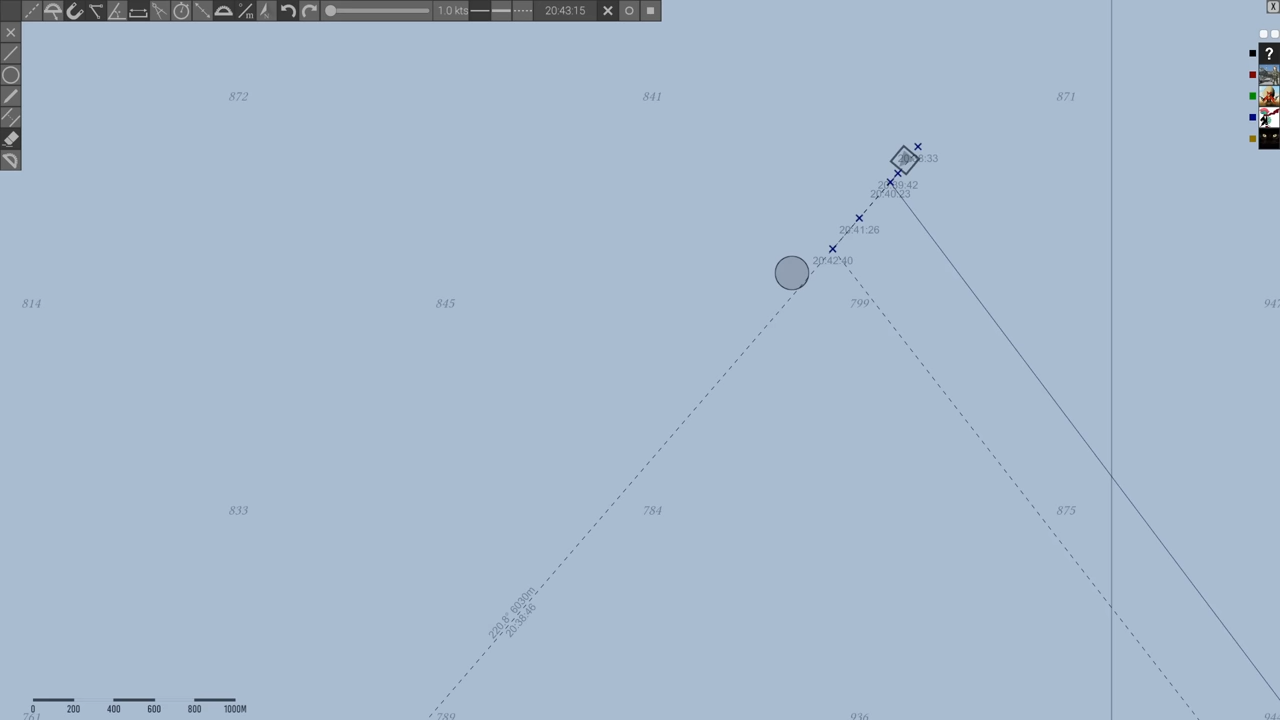 1.0 kts 20:43:15 X
?
872 841 871
20:39:42
20:40:23
20:41:26
20:42:40
814 845 799 947
833 784 875
220.8° 6030m
20:38:46
0 200 400 600 800 1000M
761 789 936